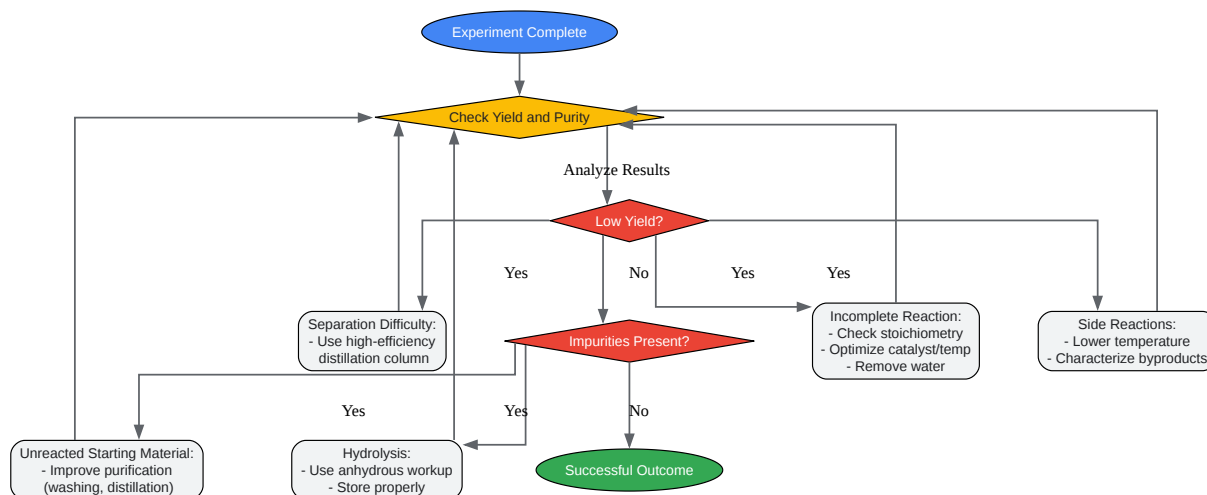 Experiment Complete
Check Yield and Purity
Analyze Results
Low Yield?
Yes
No
Yes
Yes
Separation Difficulty:
- Use high-efficiency
distillation column
Impurities Present?
Incomplete Reaction:
- Check stoichiometry
- Optimize catalyst/temp
- Remove water
Side Reactions:
- Lower temperature
- Characterize byproducts
Yes
Yes
No
Unreacted Starting Material:
- Improve purification
(washing, distillation)
Hydrolysis:
- Use anhydrous workup
- Store properly
Successful Outcome